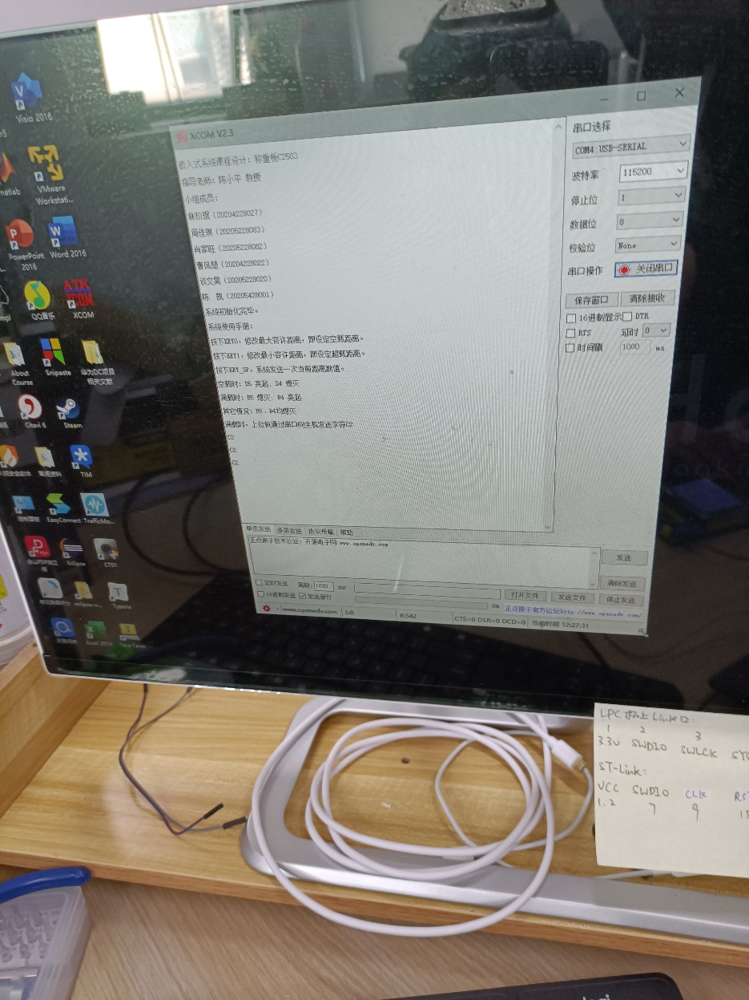 Visio 2016
matlab
VMware
Workstati...
PowerPoint
2016
Word 2016
QQ音乐
ATK
XCOM
XCOM
About
Course
Snipaste
华为DC项目
相关文献
Citavi 6
Steam
TIM
EasyConnect
TrafficMo...
Eclipse
CTS1
Typora
Excel 2016
Tera Term
XCOM V2.3
嵌入式系统课程设计：称重板C2503
指导老师：陈小平 教授
小组成员：
周佳琪（20205228083）
肖家旺（20205228082）
（20204228022）
谈文昊（20205228020）
陈 凯（20205428001）
系统初始化完毕。
系统使用手册：
按下KEY0，修改最大容许距离，即设定空载距离。
按下KEY1，修改最小容许距离，即设定超载距离。
按下KEY_UP，系统发送一次当前距离数值。
空载时：D5 亮起，D4 熄灭
满载时：D5 熄灭，D4 亮起
其它情况：D5、D4均熄灭
满载时，上位机通过串口向主机发送字符C2
C2
C2
C2
串口选择
COM4:USB-SERIAL
波特率
115200
停止位
1
数据位
8
校验位
None
串口操作
关闭串口
保存窗口
清除接收
16进制显示
DTR
RTS
延时
0
时间戳
1000
ms
单条发送
多条发送
协议传输
帮助
正点原子技术论坛：开源电子网 www.openedv.com
发送
清除发送
定时发送
周期：
1000
ms
打开文件
发送文件
停止发送
16进制发送
发送新行
0%
正点原子官方论坛http://www.openedv.com/
www.openedv.com
S:0
R:542
CTS=0 DSR=0 DCD=0
当前时间 12:27:31
LPC 板上 Link口：
1 2 3
3.3V SWDIO SWCLK
ST-Link：
VCC SWDIO CLK
1.2 7 9